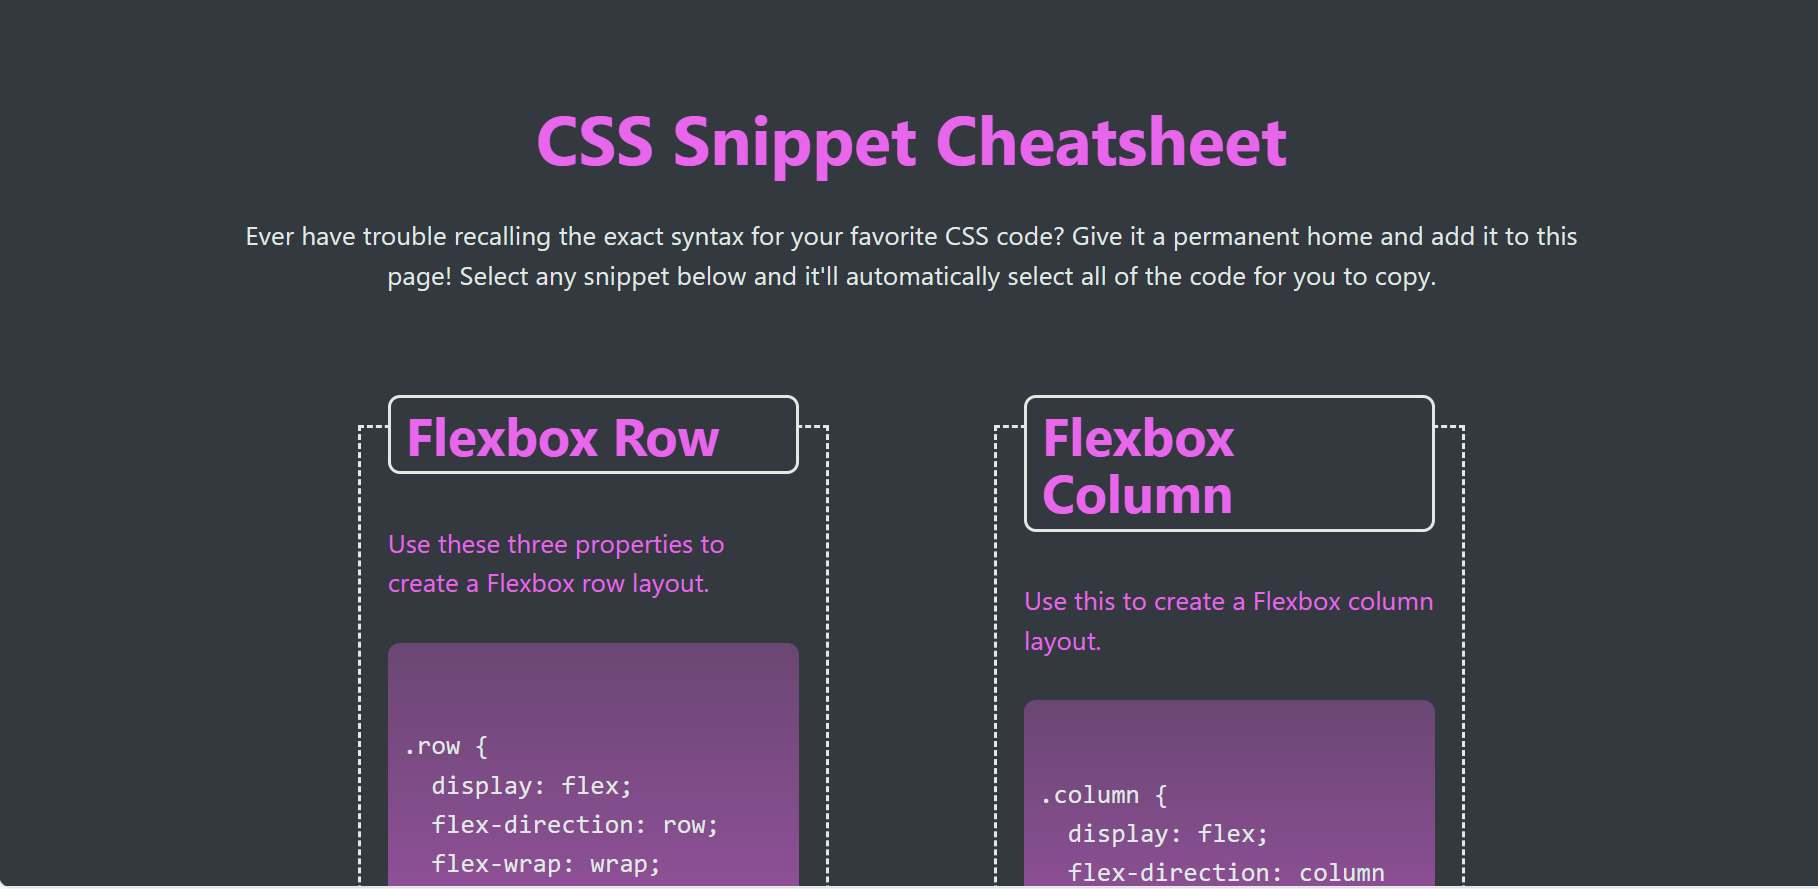 CSS Snippet Cheatsheet
Ever have trouble recalling the exact syntax for your favorite CSS code? Give it a permanent home and add it to this
page! Select any snippet below and it'll automatically select all of the code for you to copy.
Flexbox Row
Use these three properties to
create a Flexbox row layout.
.row {
  display: flex;
  flex-direction: row;
  flex-wrap: wrap;
Flexbox
Column
Use this to create a Flexbox column
layout.
.column {
  display: flex;
  flex-direction: column